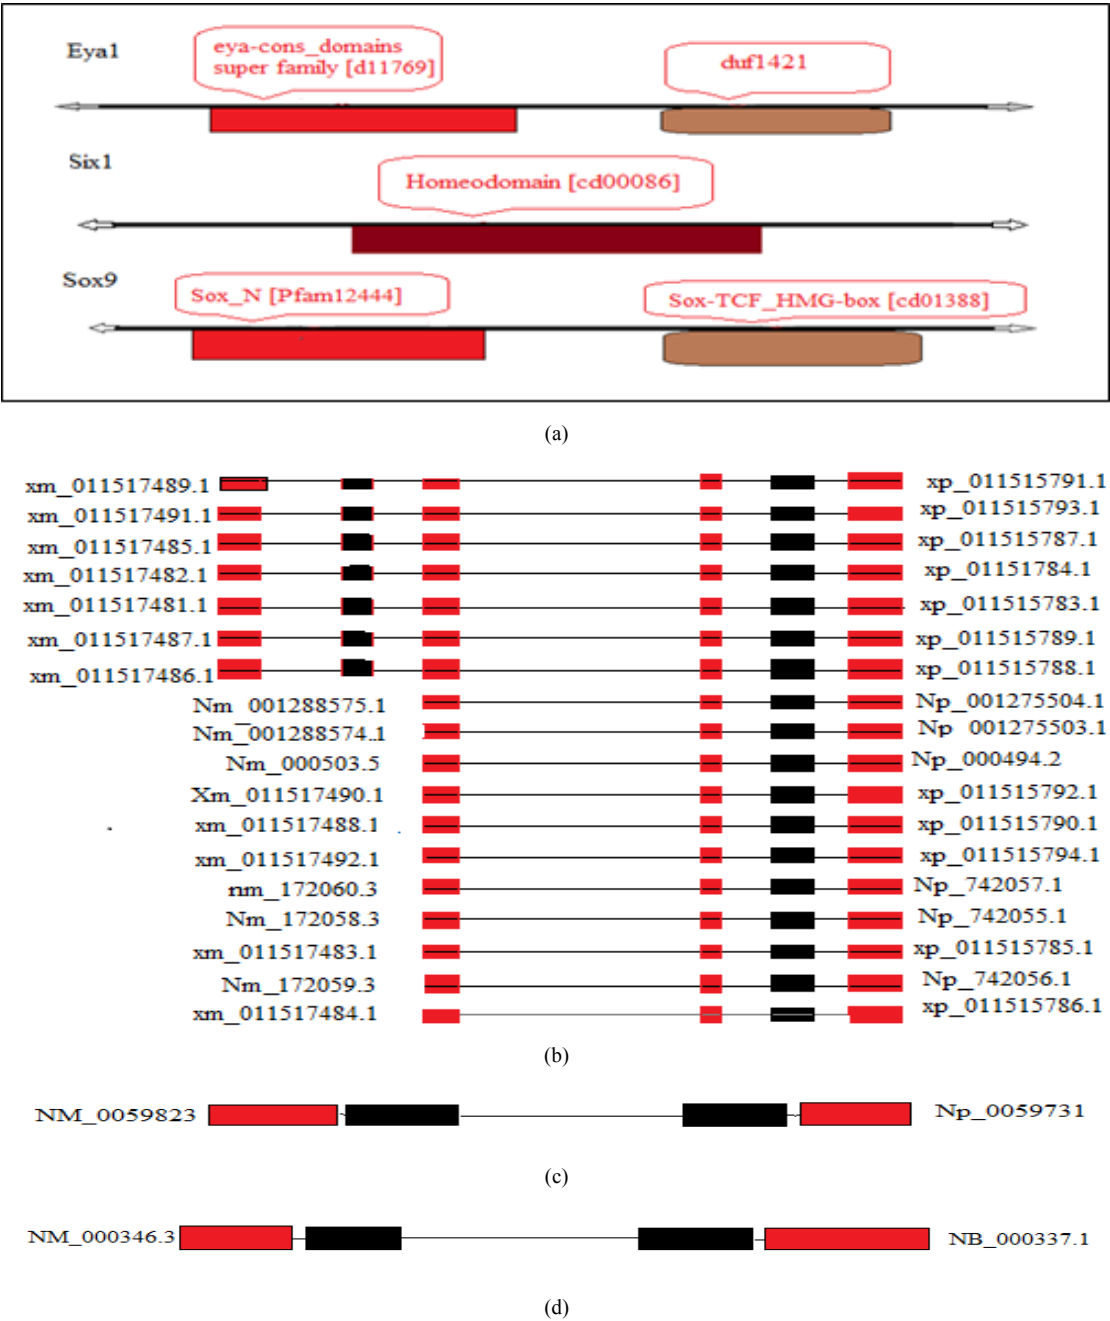 Eya1
eya-cons_domains
super family [d11769]
duf1421
Six1
Homeodomain [cd00086]
Sox9
Sox_N [Pfam12444]
Sox-TCF_HMG-box [cd01388]
(a)
xm_011517489.1 xp_011515791.1
xm_011517491.1 xp_011515793.1
xm_011517485.1 xp_011515787.1
xm_011517482.1 xp_01151784.1
xm_011517481.1 xp_011515783.1
xm_011517487.1 xp_011515789.1
xm_011517486.1 xp_011515788.1
Nm_001288575.1 Np_001275504.1
Nm_001288574.1 Np_001275503.1
Nm_000503.5 Np_000494.2
Xm_011517490.1 xp_011515792.1
xm_011517488.1 xp_011515790.1
xm_011517492.1 xp_011515794.1
nm_172060.3 Np_742057.1
Nm_172058.3 Np_742055.1
xm_011517483.1 xp_011515785.1
Nm_172059.3 Np_742056.1
xm_011517484.1 xp_011515786.1
(b)
NM_0059823 Np_0059731
(c)
NM_000346.3 NB_000337.1
(d)